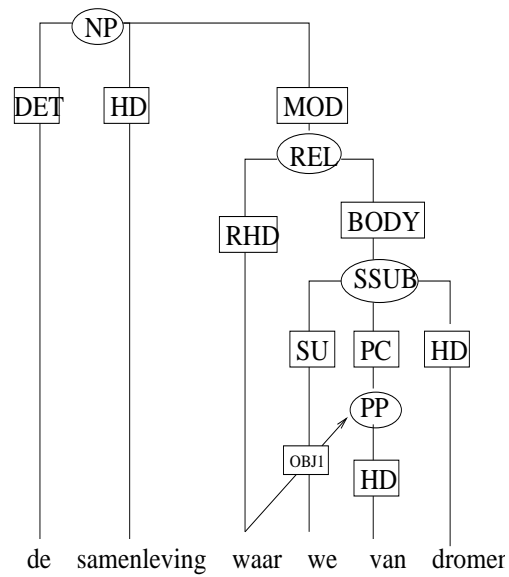 NP
DET HD MOD
REL
RHD BODY
SSUB
SU PC HD
PP
OBJ1 HD
de samenleving waar we van dromen